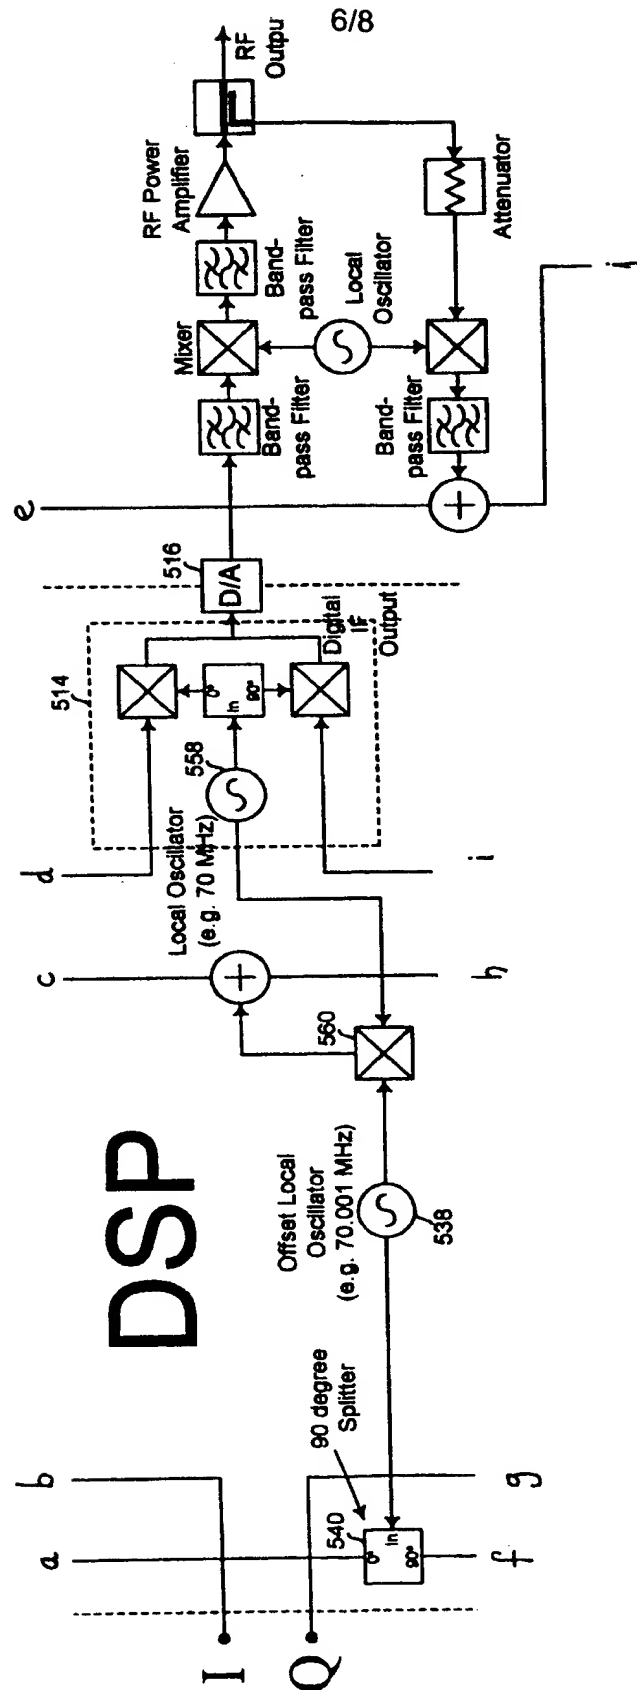 6/8
RF
Outpu
RF Power
Amplifier
Band-
pass Filter
Mixer
Local
Oscillator
Attenuator
Band-
pass Filter
Band-
pass Filter
e
j
516
D/A
Digital
IF
Output
514
0°
In
90°
558
Local Oscillator
(e.g. 70 MHz)
d
i
c
h
560
DSP
Offset Local
Oscillator
(e.g. 70.001 MHz)
538
90 degree
Splitter
540
0°
In
90°
b
g
a
f
I
Q